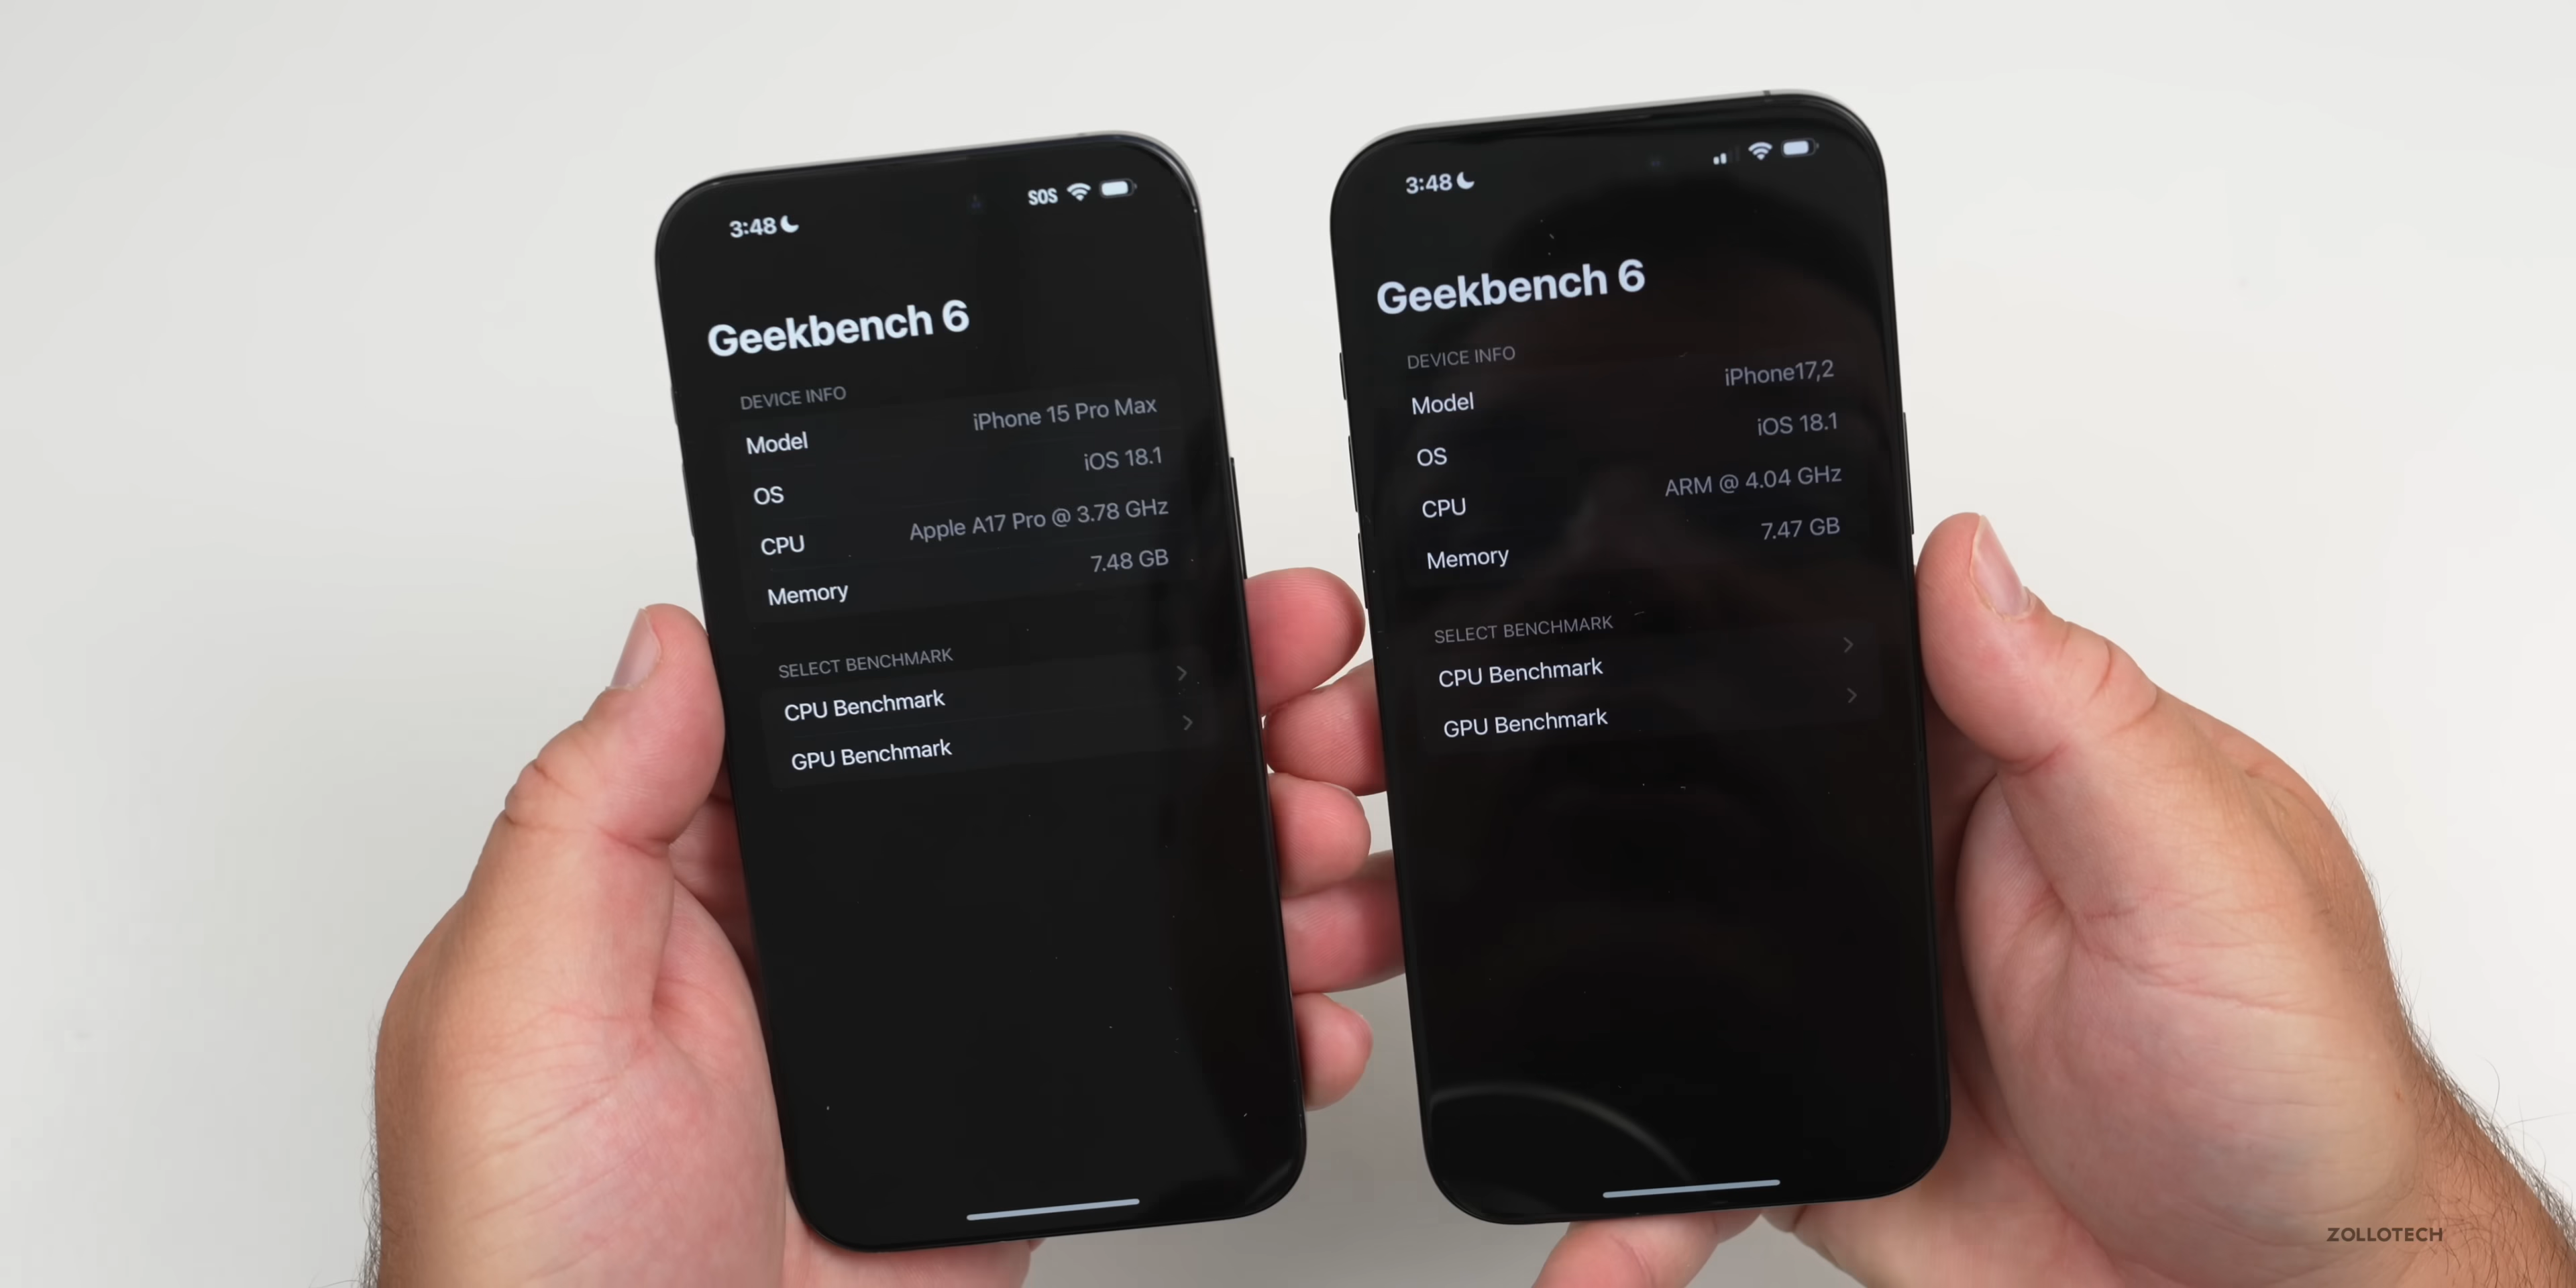 3:48
SOS
Geekbench 6
DEVICE INFO
Model iPhone 15 Pro Max
OS iOS 18.1
CPU Apple A17 Pro @ 3.78 GHz
Memory 7.48 GB
SELECT BENCHMARK
CPU Benchmark
GPU Benchmark
3:48
Geekbench 6
DEVICE INFO
Model iPhone17,2
OS iOS 18.1
CPU ARM @ 4.04 GHz
Memory 7.47 GB
SELECT BENCHMARK
CPU Benchmark
GPU Benchmark
ZOLLOTECH